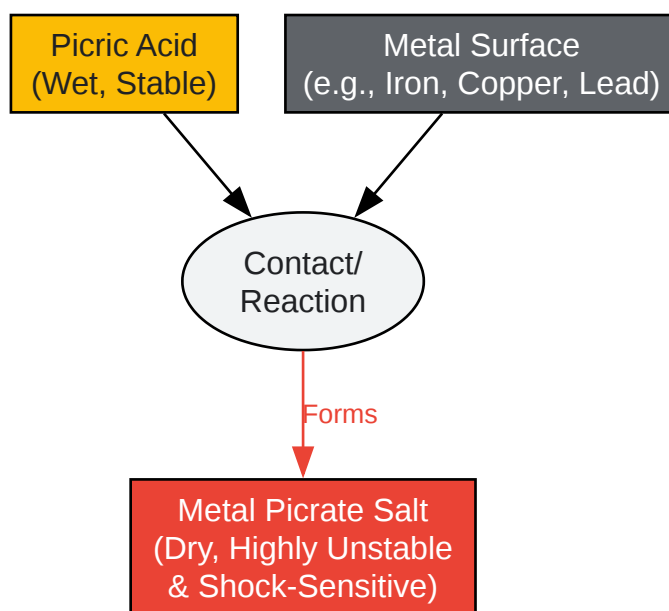 Picric Acid
(Wet, Stable)
Metal Surface
(e.g., Iron, Copper, Lead)
Contact/
Reaction
Forms
Metal Picrate Salt
(Dry, Highly Unstable
& Shock-Sensitive)